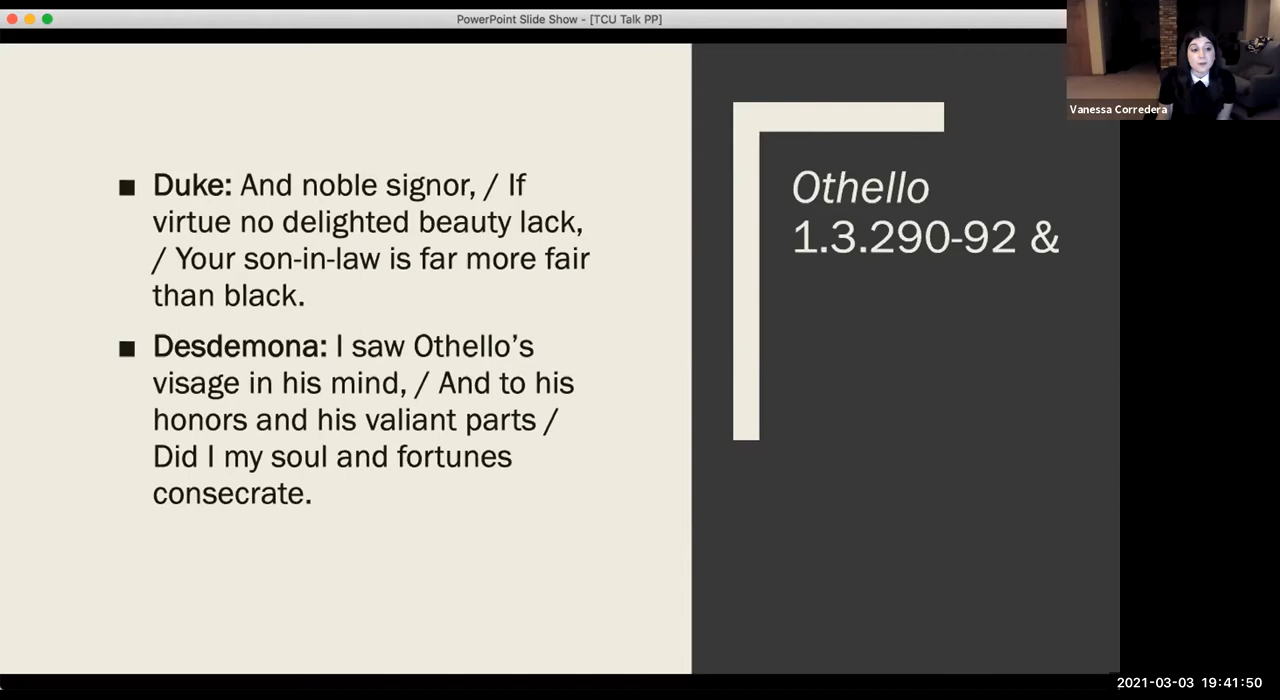 PowerPoint Slide Show - [TCU Talk PP]
Vanessa Corredera
■ Duke: And noble signor, / If
virtue no delighted beauty lack,
/ Your son-in-law is far more fair
than black.
■ Desdemona: I saw Othello’s
visage in his mind, / And to his
honors and his valiant parts /
Did I my soul and fortunes
consecrate.
Othello
1.3.290-92 &
2021-03-03 19:41:50